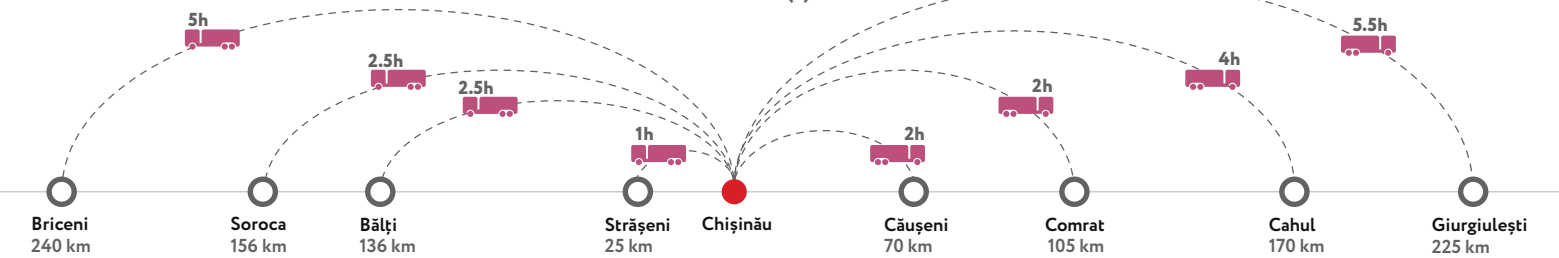 5h
2.5h
2.5h
1h
2h
2h
4h
5.5h
Briceni
240 km
Soroca
156 km
Bălți
136 km
Strășeni
25 km
Chișinău
Căușeni
70 km
Comrat
105 km
Cahul
170 km
Giurgiulești
225 km